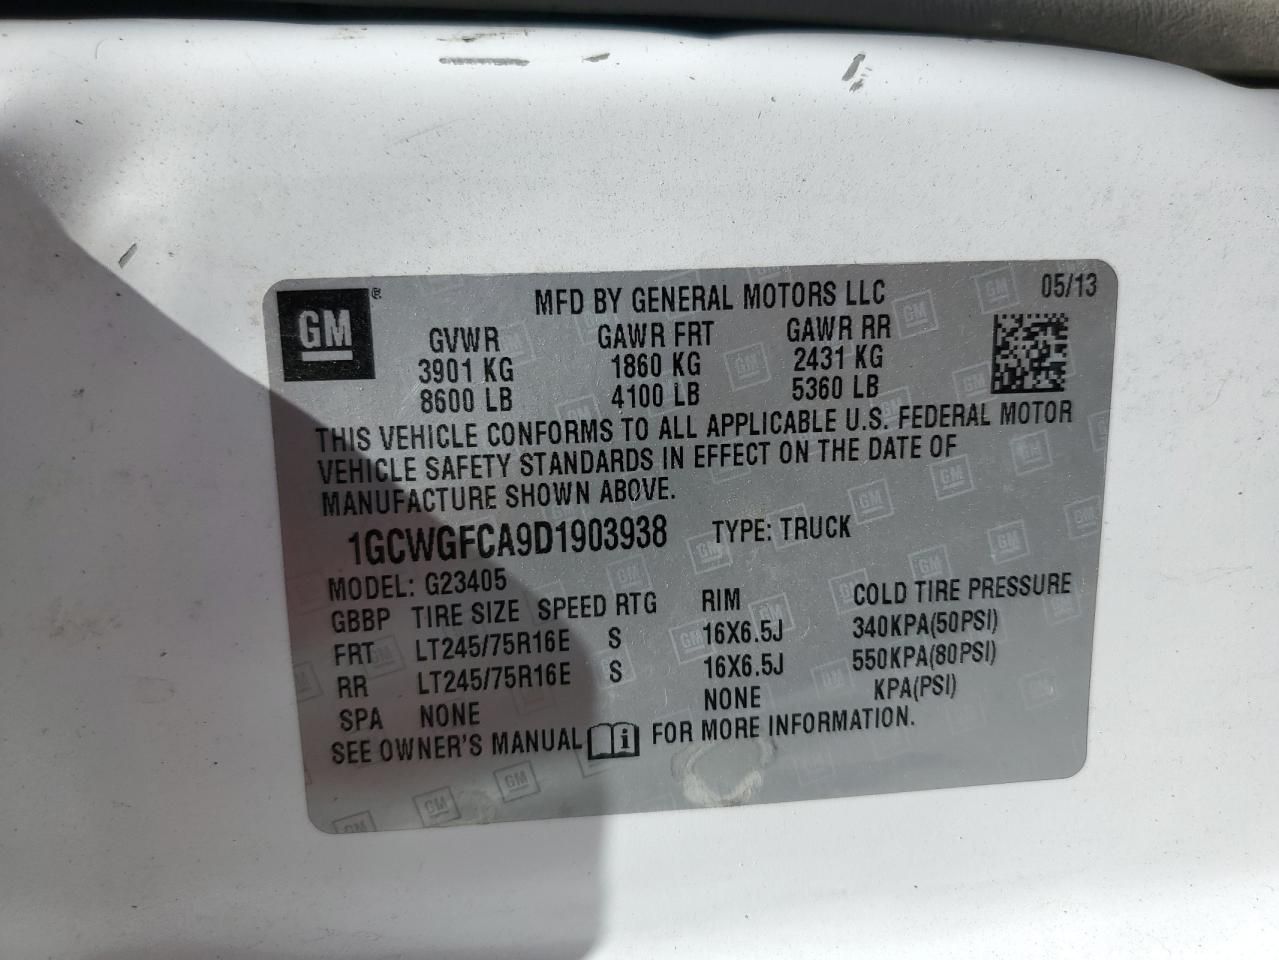 GM ® MFD BY GENERAL MOTORS LLC 05/13
GVWR GAWR FRT GAWR RR
3901 KG 1860 KG 2431 KG
8600 LB 4100 LB 5360 LB
THIS VEHICLE CONFORMS TO ALL APPLICABLE U.S. FEDERAL MOTOR
VEHICLE SAFETY STANDARDS IN EFFECT ON THE DATE OF
MANUFACTURE SHOWN ABOVE.
1GCWGFCA9D1903938 TYPE: TRUCK
MODEL: G23405
GBBP TIRE SIZE SPEED RTG RIM COLD TIRE PRESSURE
FRT LT245/75R16E S 16X6.5J 340KPA(50PSI)
RR LT245/75R16E S 16X6.5J 550KPA(80PSI)
SPA NONE NONE KPA(PSI)
SEE OWNER'S MANUAL i FOR MORE INFORMATION.